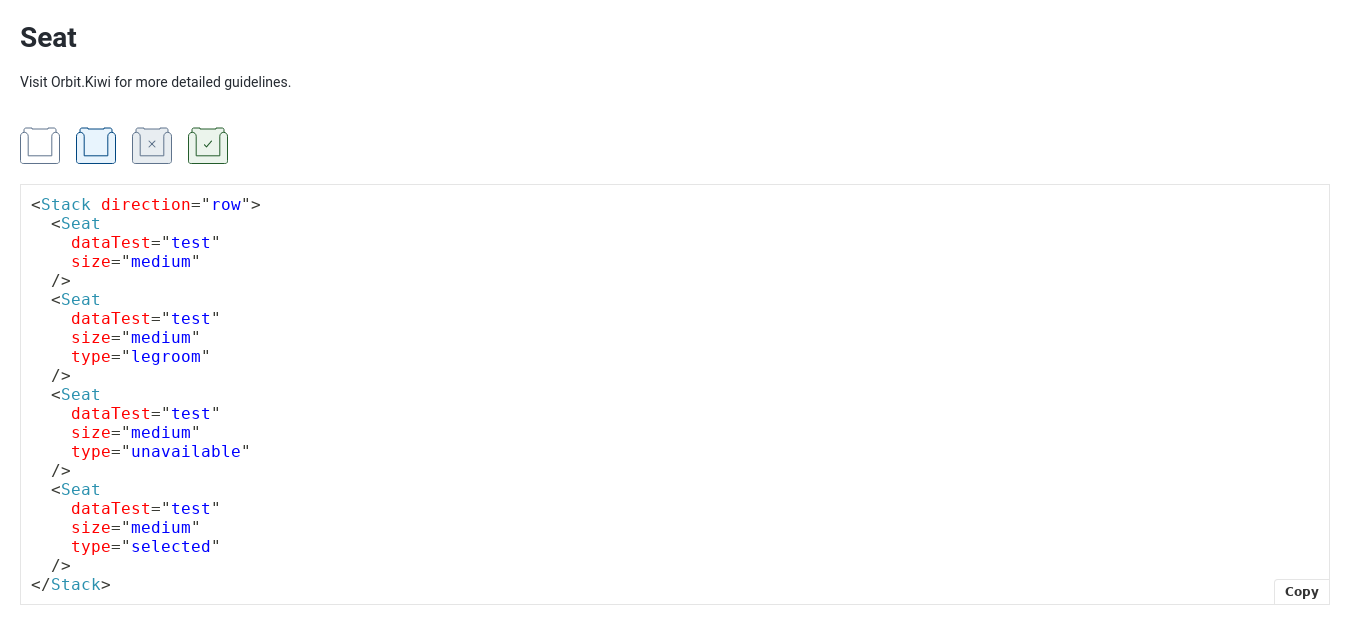 Seat
Visit Orbit.Kiwi for more detailed guidelines.
<Stack direction="row">
  <Seat
    dataTest="test"
    size="medium"
  />
  <Seat
    dataTest="test"
    size="medium"
    type="legroom"
  />
  <Seat
    dataTest="test"
    size="medium"
    type="unavailable"
  />
  <Seat
    dataTest="test"
    size="medium"
    type="selected"
  />
</Stack>
Copy